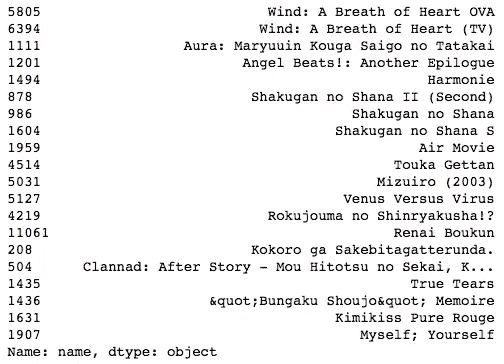 5805 Wind: A Breath of Heart OVA
6394 Wind: A Breath of Heart (TV)
1111 Aura: Maryuuin Kouga Saigo no Tatakai
1201 Angel Beats!: Another Epilogue
1494 Harmonie
878 Shakugan no Shana II (Second)
986 Shakugan no Shana
1604 Shakugan no Shana S
1959 Air Movie
4514 Touka Gettan
5031 Mizuiro (2003)
5127 Venus Versus Virus
4219 Rokujouma no Shinryakusha!?
11061 Renai Boukun
208 Kokoro ga Sakebitagatterunda.
504 Clannad: After Story - Mou Hitotsu no Sekai, K...
1435 True Tears
1436 &quot;Bungaku Shoujo&quot; Memoire
1631 Kimikiss Pure Rouge
1907 Myself; Yourself
Name: name, dtype: object